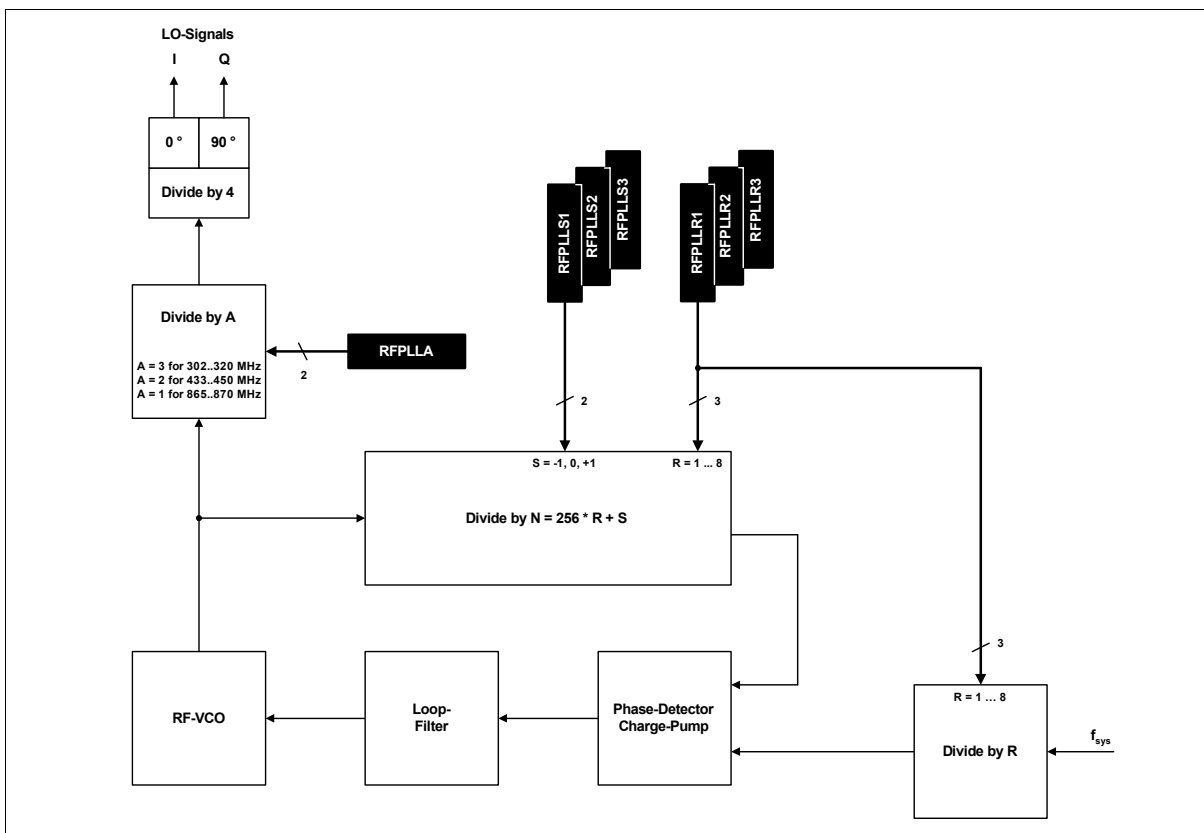 LO-Signals
I Q
0 ° 90 °
Divide by 4
RFPLLS1
RFPLLS2
RFPLLS3
RFPLLR1
RFPLLR2
RFPLLR3
Divide by A
A = 3 for 302..320 MHz
A = 2 for 433..450 MHz
A = 1 for 865..870 MHz
2
RFPLLA
2
3
S = -1, 0, +1 R = 1 ... 8
Divide by N = 256 * R + S
3
RF-VCO
Loop-
Filter
Phase-Detector
Charge-Pump
R = 1 ... 8
Divide by R
fsys